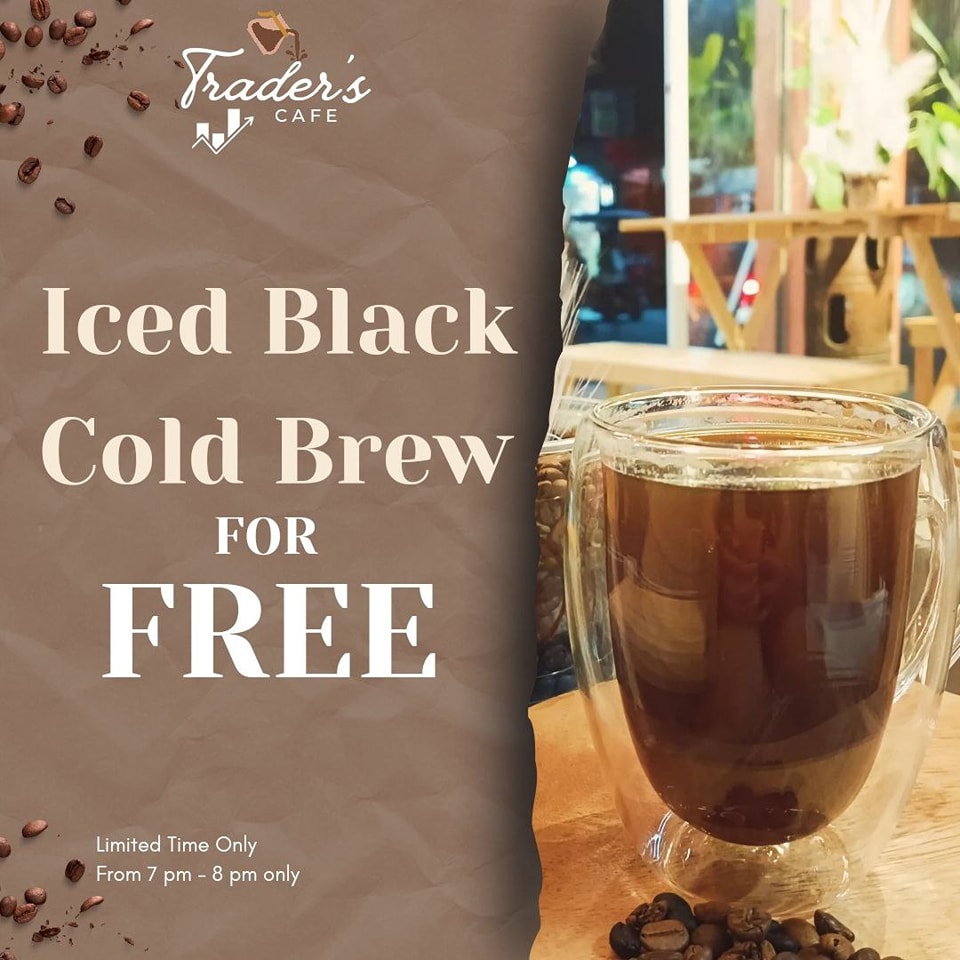 Trader's
CAFE
Iced Black
Cold Brew
FOR
FREE
Limited Time Only
From 7 pm - 8 pm only